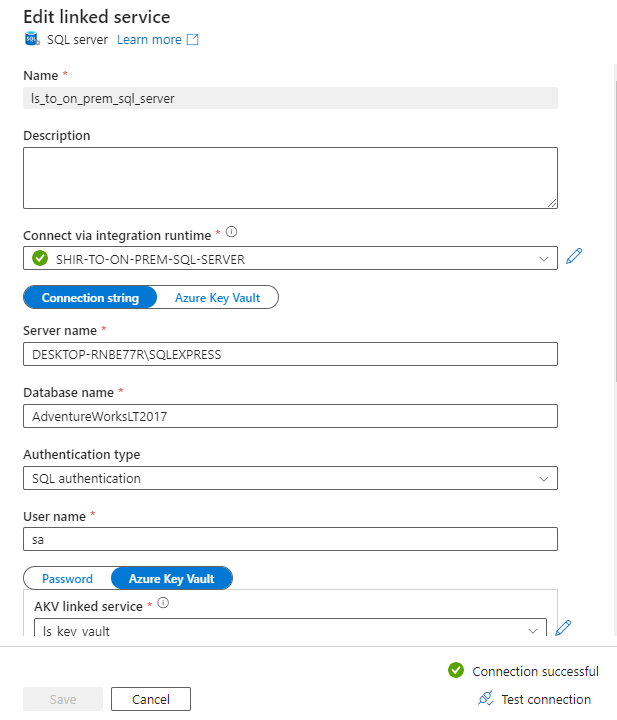 Edit linked service
SQL SQL server Learn more
Name *
ls_to_on_prem_sql_server
Description
Connect via integration runtime *
SHIR-TO-ON-PREM-SQL-SERVER
Connection string Azure Key Vault
Server name *
DESKTOP-RNBE77R\SQLEXPRESS
Database name *
AdventureWorksLT2017
Authentication type
SQL authentication
User name *
sa
Password Azure Key Vault
AKV linked service *
ls_key_vault
Connection successful
Save Cancel Test connection